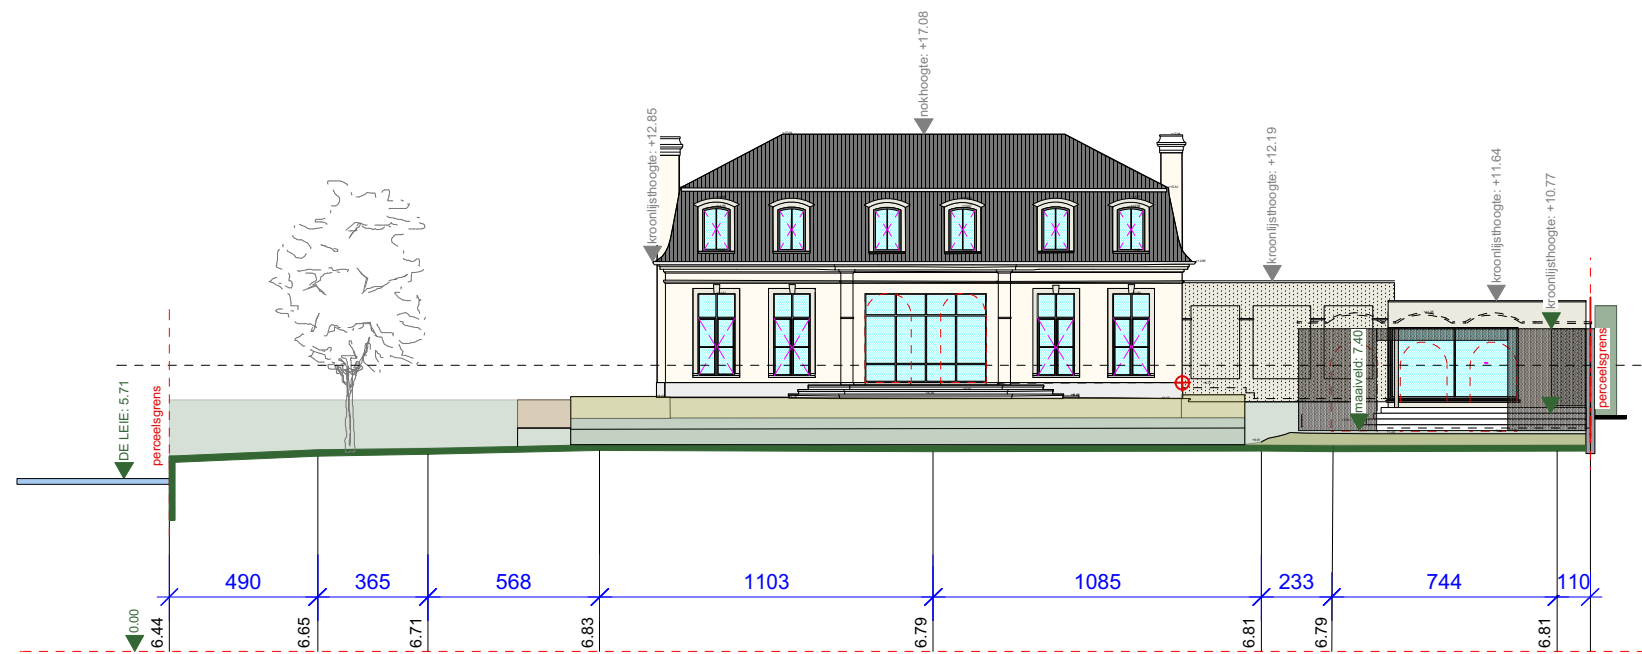 nokhoogte: +17.08
kroonlijsthoogte: +12.85
kroonlijsthoogte: +12.19
kroonlijsthoogte: +11.64
kroonlijsthoogte: +10.77
DE LEIE: 5.71
perceelsgrens
maaiveld: 7.40
perceelsgrens
490
365
568
1103
1085
233
744
110
0.00
6.44
6.65
6.71
6.83
6.79
6.81
6.79
6.81